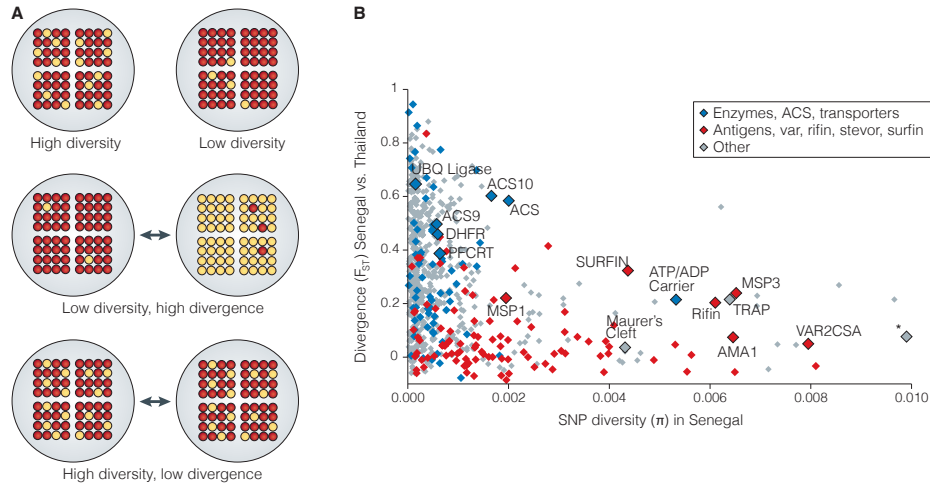 A
High diversity
Low diversity
Low diversity, high divergence
High diversity, low divergence
B
Divergence (FST) Senegal vs. Thailand
1
0.8
0.6
0.4
0.2
0
0.000
0.002
0.004
0.006
0.008
0.010
SNP diversity (π) in Senegal
Enzymes, ACS, transporters
Antigens, var, rifin, stevor, surfin
Other
UBQ Ligase
ACS10
ACS
ACS9
DHFR
PFCRT
SURFIN
ATP/ADP
Carrier
MSP3
MSP1
Rifin
TRAP
Maurer's
Cleft
AMA1
VAR2CSA
*